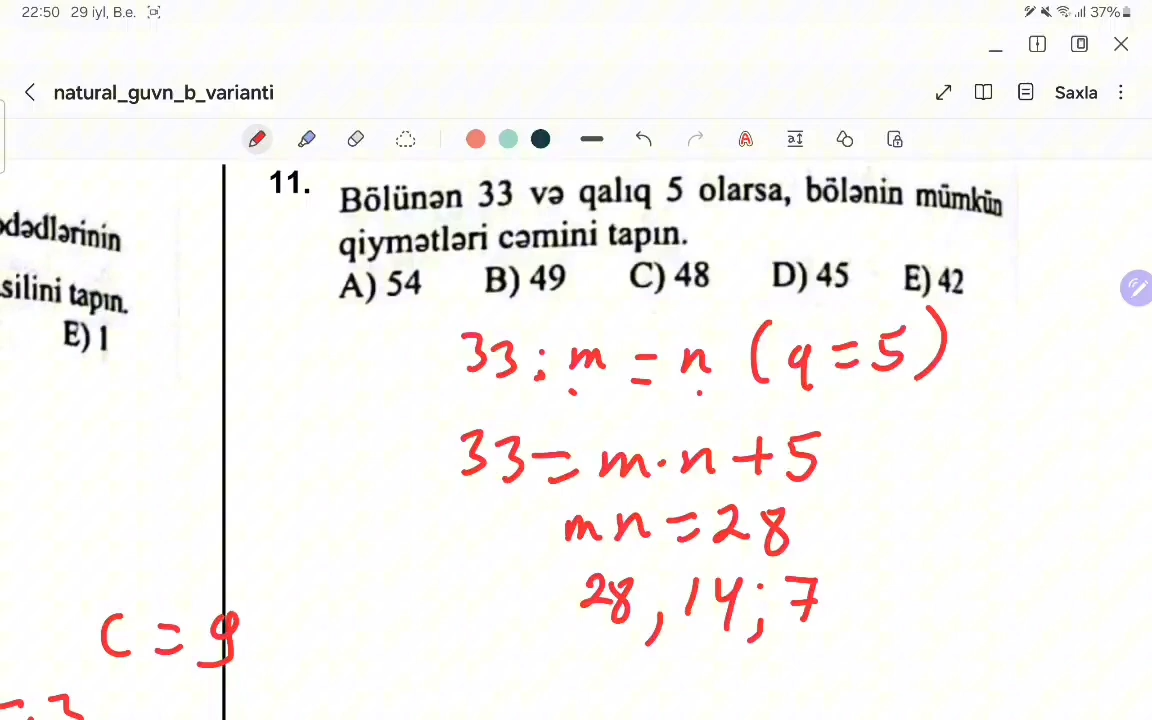 22:50 29 iyl, B.e. 37%
natural_guvn_b_varianti
Saxla
ədədlərinin
silini tapın.
E) 1
11.
Bölünən 33 və qalıq 5 olarsa, bölənin mümkün
qiymətləri cəmini tapın.
A) 54 B) 49 C) 48 D) 45 E) 42
33 : m = n (q = 5)
33 = m · n + 5
mn = 28
28, 14; 7
C = 9